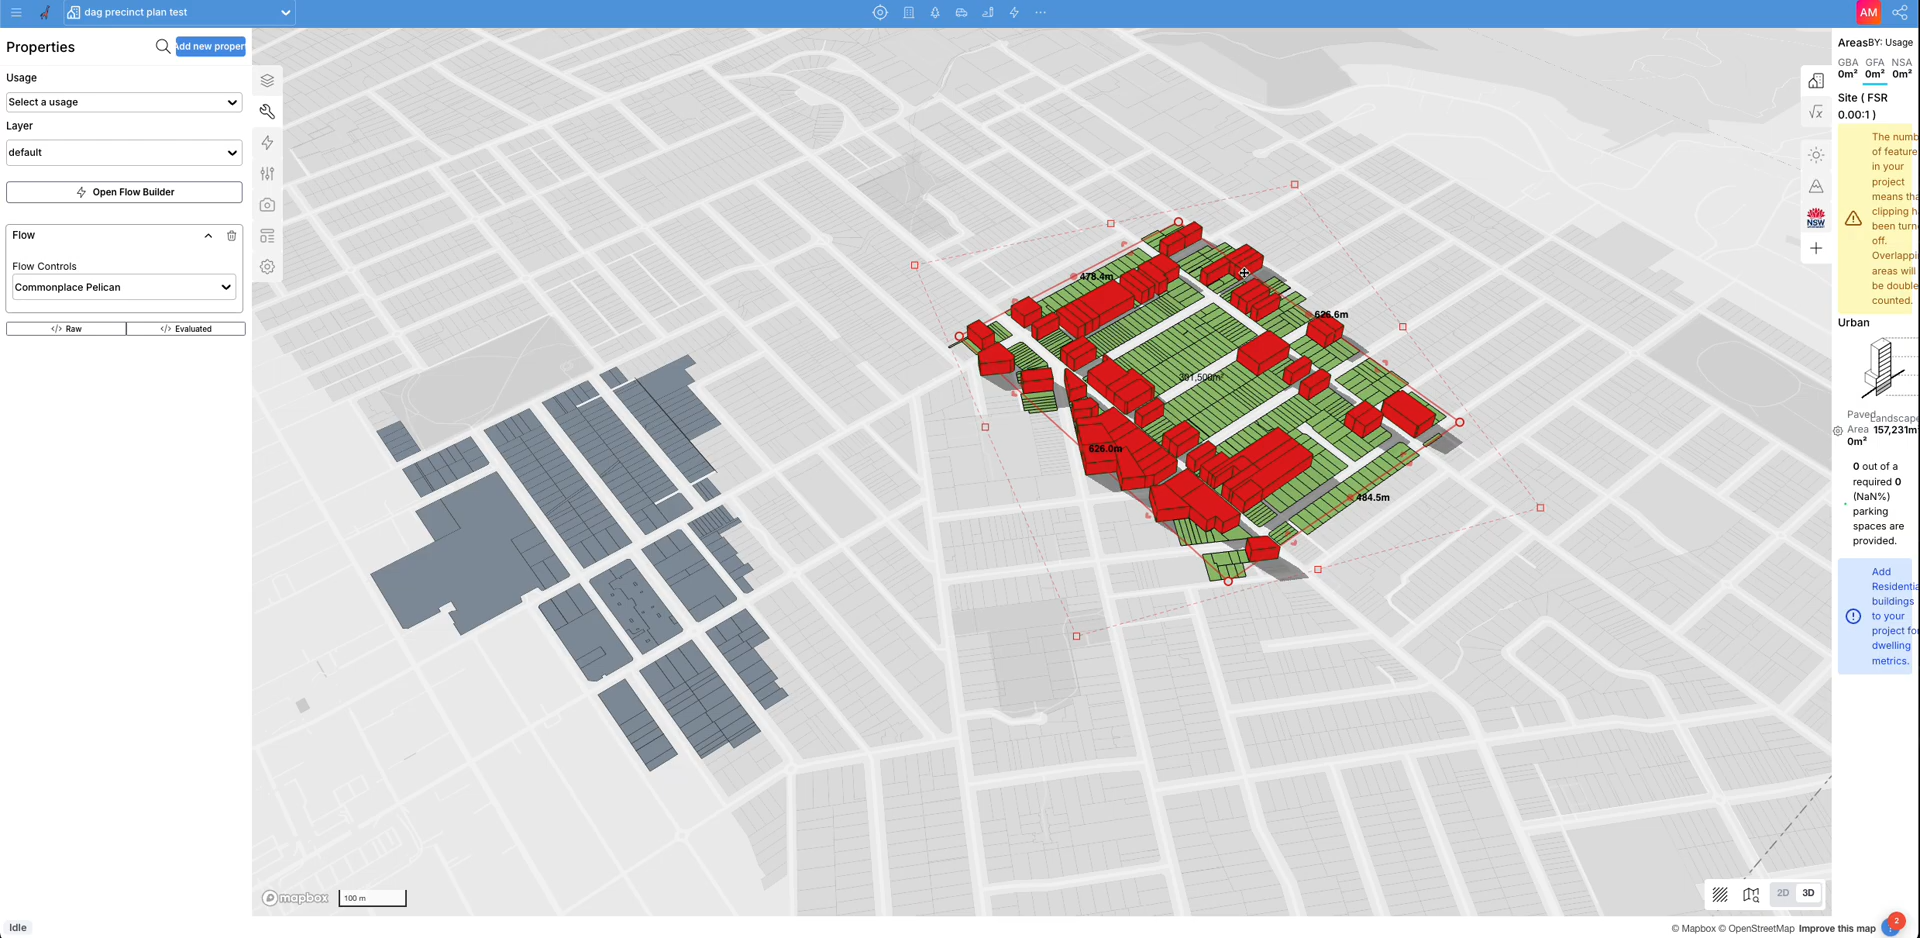 dag precinct plan test
AM
Properties
Add new proper
Usage
Select a usage
Layer
default
Open Flow Builder
Flow
Flow Controls
Commonplace Pelican
</> Raw
</> Evaluated
478.4m
626.6m
626.0m
484.5m
mapbox
100 m
2D
3D
Idle
© Mapbox © OpenStreetMap Improve this map
2
NSW
Areas BY: Usage
GBA GFA NSA
0m² 0m² 0m²
Site ( FSR
0.00:1 )
The numb
of feature
in your
project
means tha
clipping h
been turn
off.
Overlappi
areas will
be double
counted.
Urban
Paved
Area
0m²
Landscape
157,231m
0 out of a
required 0
(NaN%)
parking
spaces are
provided.
Add
Residentia
buildings
to your
project for
dwelling
metrics.